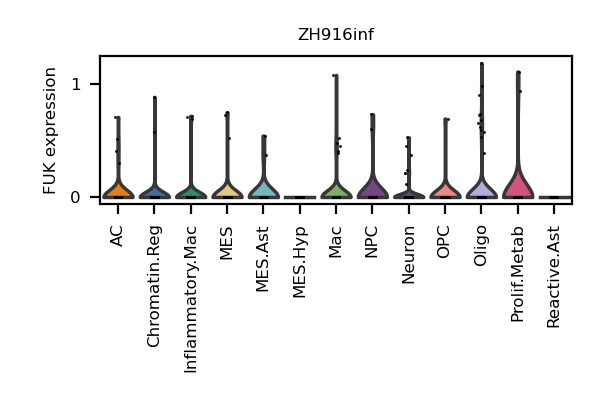 ZH916inf
FUK expression
1
0
AC
Chromatin.Reg
Inflammatory.Mac
MES
MES.Ast
MES.Hyp
Mac
NPC
Neuron
OPC
Oligo
Prolif.Metab
Reactive.Ast